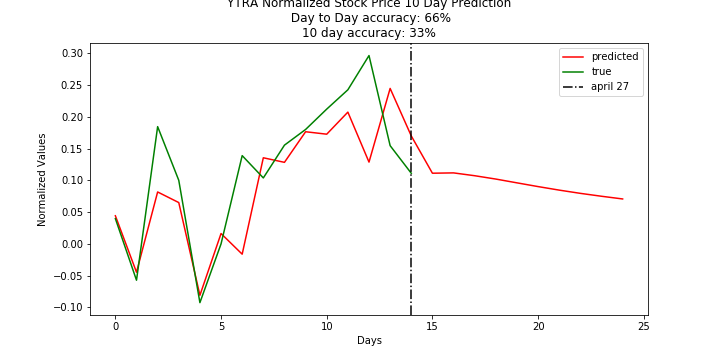 YTRA Normalized Stock Price 10 Day Prediction
Day to Day accuracy: 66%
10 day accuracy: 33%
predicted
true
april 27
Normalized Values
0.30
0.25
0.20
0.15
0.10
0.05
0.00
−0.05
−0.10
0
5
10
15
20
25
Days